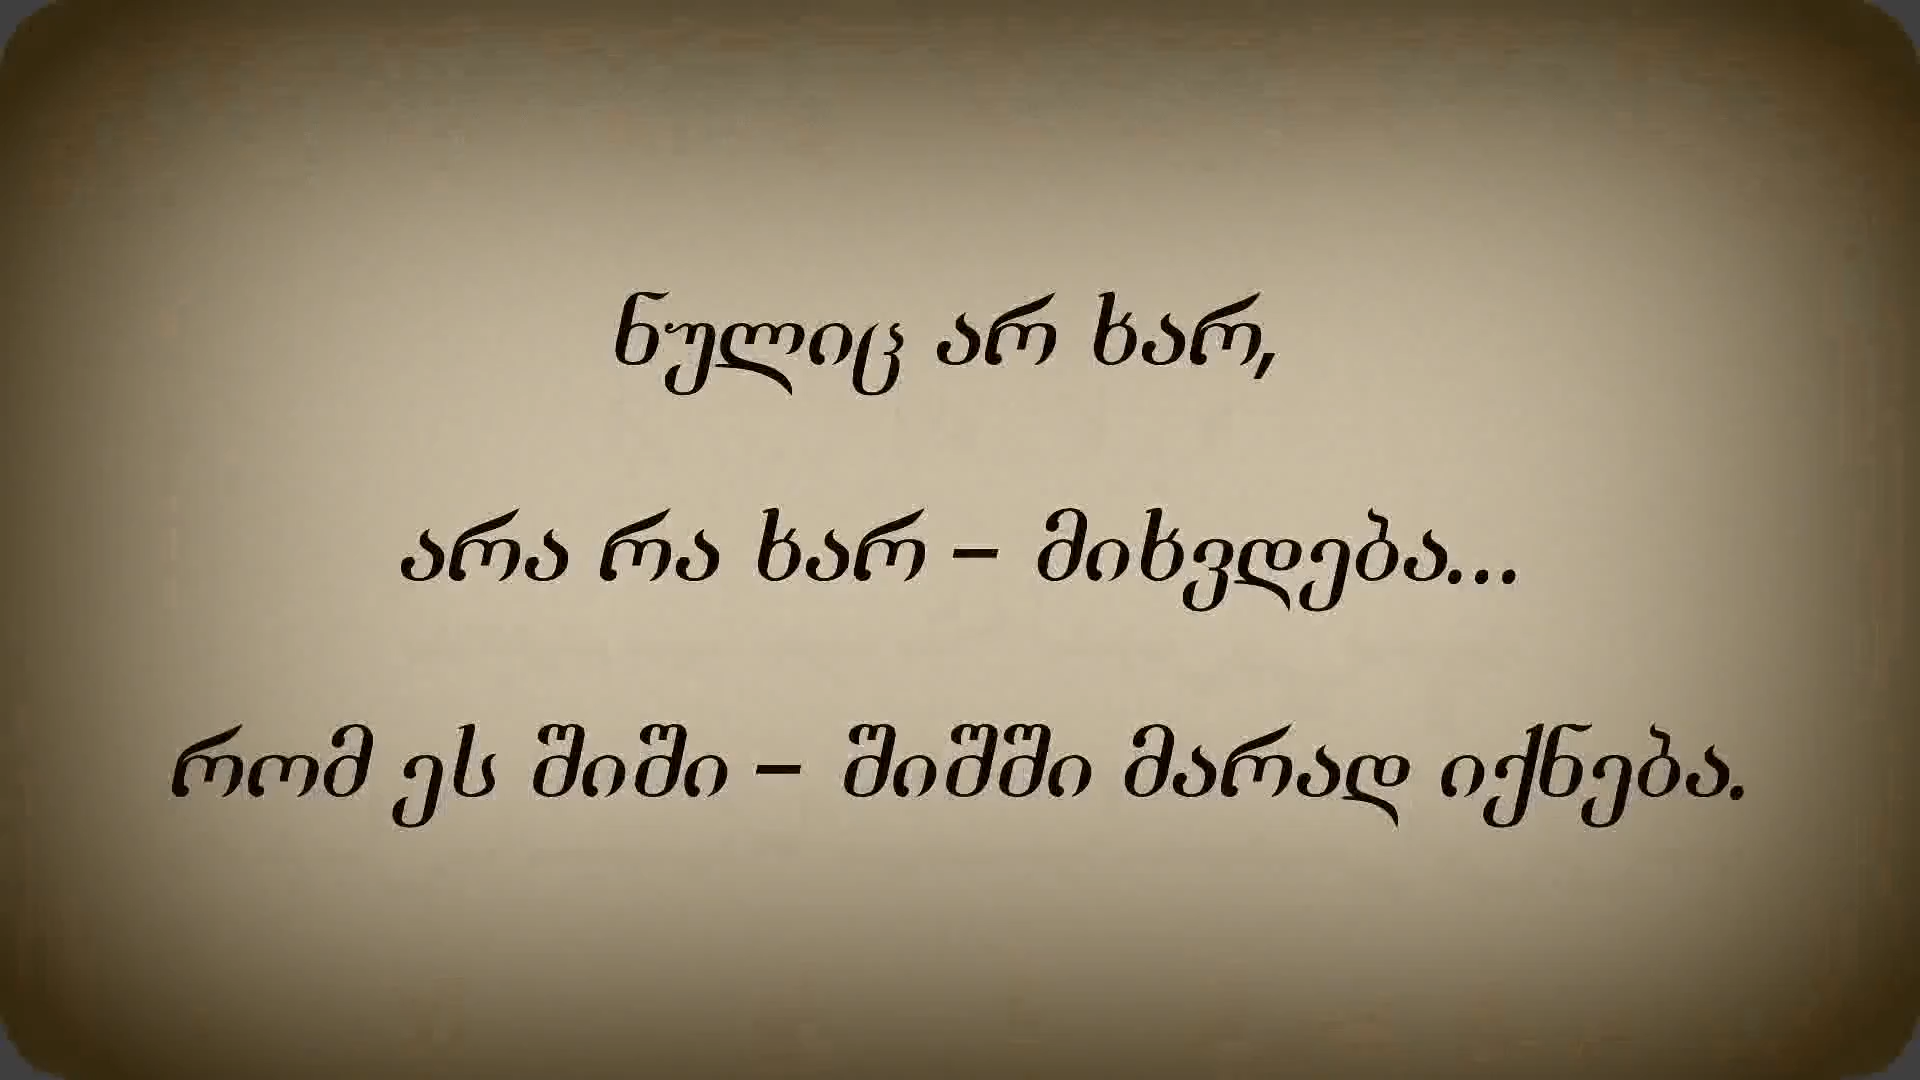 ნულიც არ ხარ,
არა რა ხარ – მიხვდება...
რომ ეს შიში – შიშში მარად იქნება.